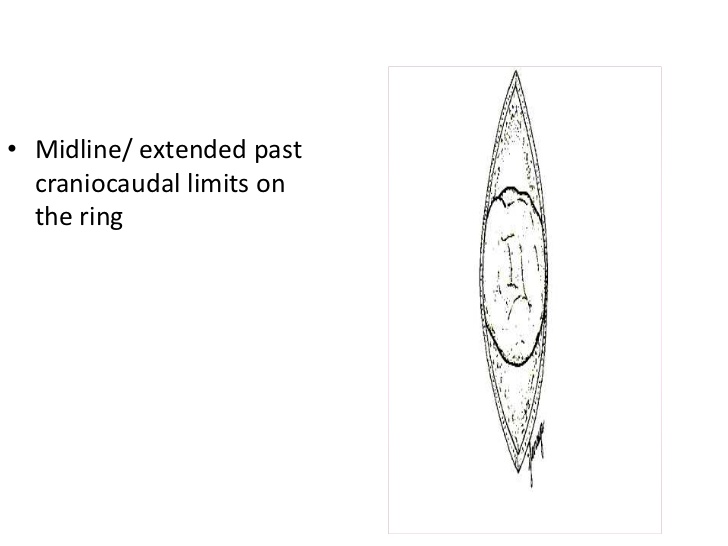 • Midline/ extended past
craniocaudal limits on
the ring